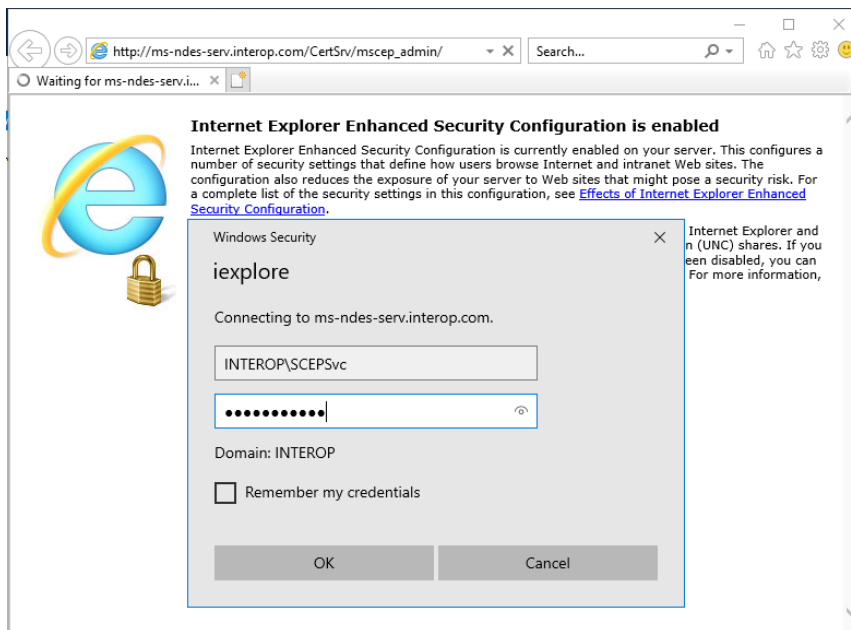 http://ms-ndes-serv.interop.com/CertSrv/mscep_admin/
Search...
Waiting for ms-ndes-serv.i...
Internet Explorer Enhanced Security Configuration is enabled
Internet Explorer Enhanced Security Configuration is currently enabled on your server. This configures a
number of security settings that define how users browse Internet and intranet Web sites. The
configuration also reduces the exposure of your server to Web sites that might pose a security risk. For
a complete list of the security settings in this configuration, see Effects of Internet Explorer Enhanced
Security Configuration.
Internet Explorer and
n (UNC) shares. If you
een disabled, you can
For more information,
Windows Security
iexplore
Connecting to ms-ndes-serv.interop.com.
INTEROP\SCEPSvc
●●●●●●●●●●●
Domain: INTEROP
Remember my credentials
OK
Cancel